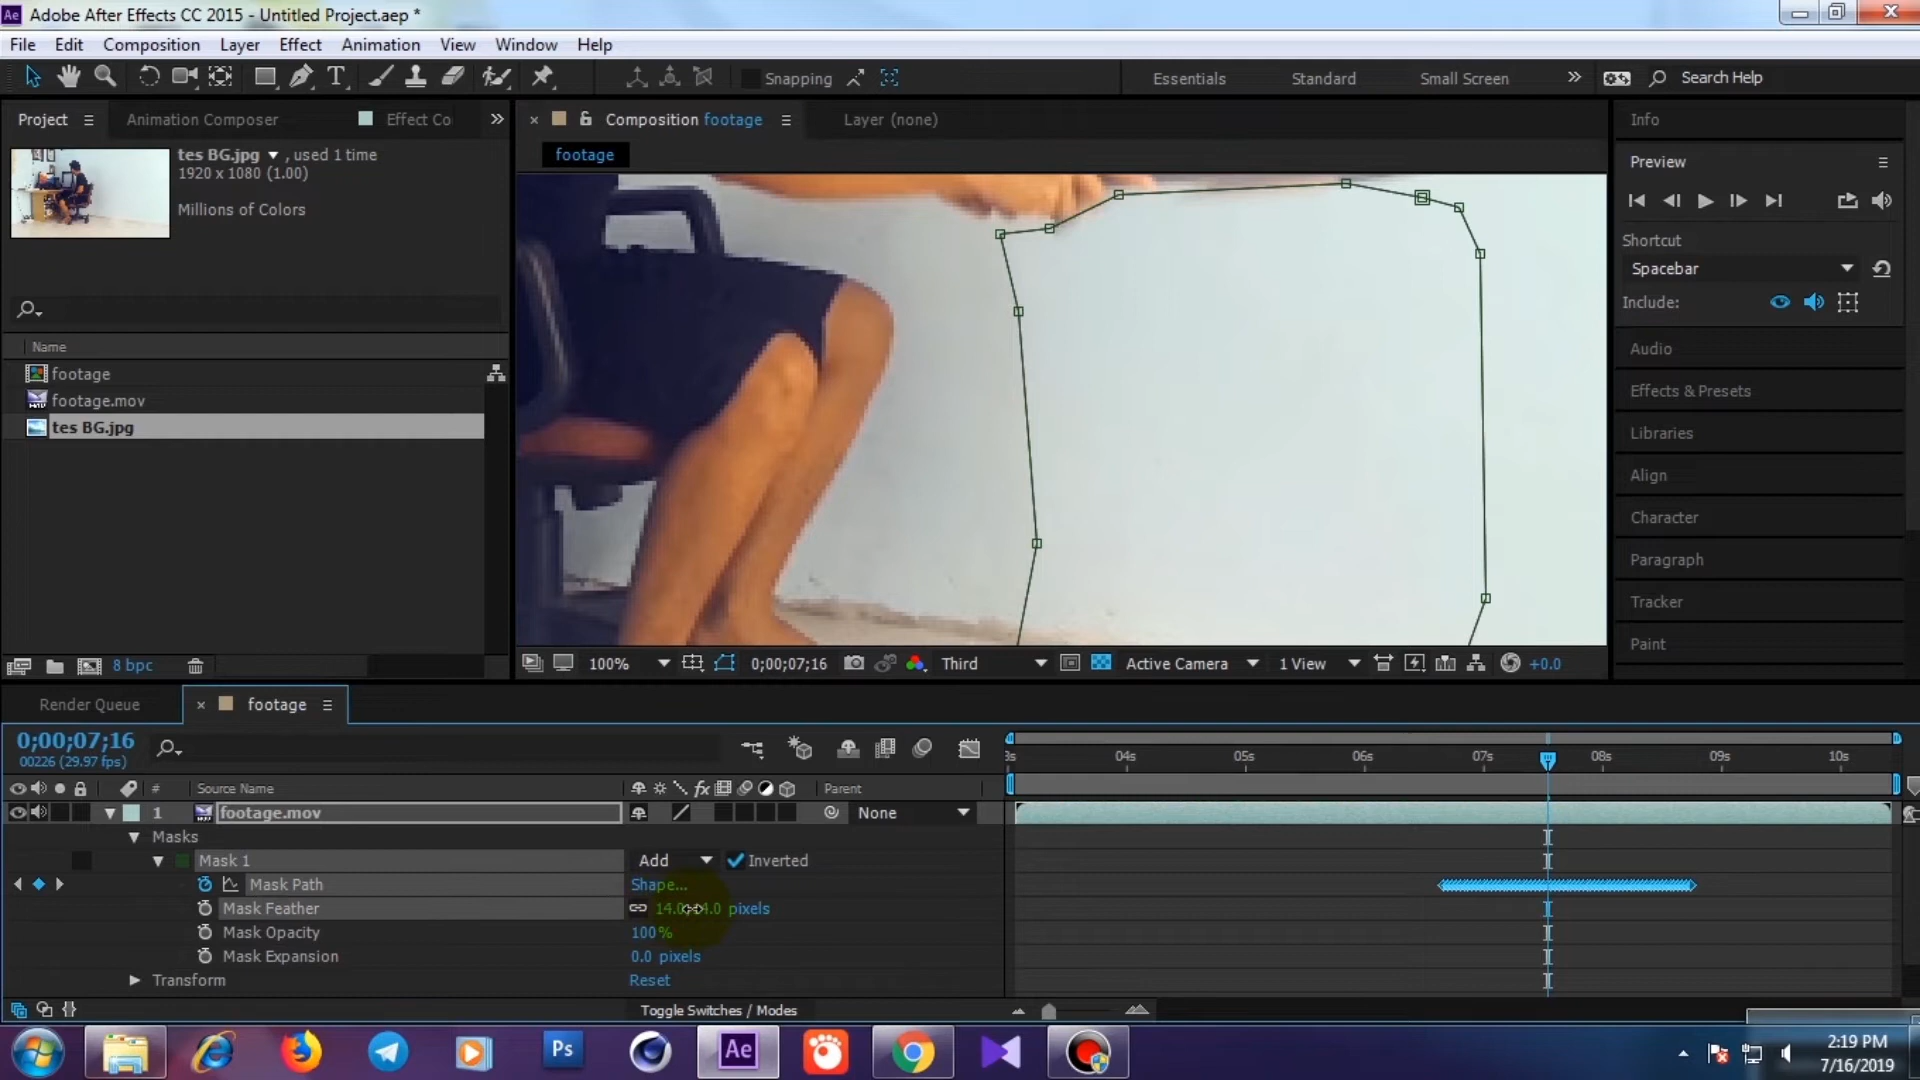 Ae Adobe After Effects CC 2015 - Untitled Project.aep *
File Edit Composition Layer Effect Animation View Window Help
T Snapping Essentials Standard Small Screen » Search Help
Project Animation Composer Effect Co »
tes BG.jpg ▼ , used 1 time
1920 x 1080 (1.00)
Millions of Colors
Name
footage
footage.mov
tes BG.jpg
8 bpc
× Composition footage Layer (none)
footage
100% 0;00;07;16 Third Active Camera 1 View +0.0
Info
Preview
Shortcut
Spacebar
Include:
Audio
Effects & Presets
Libraries
Align
Character
Paragraph
Tracker
Paint
Render Queue × footage
0;00;07;16
00226 (29.97 fps)
04s 05s 06s 07s 08s 09s 10s
# Source Name fx Parent
1 footage.mov None
Masks
Mask 1 Add Inverted
Mask Path Shape...
Mask Feather pixels
Mask Opacity 100%
Mask Expansion 0.0 pixels
Transform Reset
Toggle Switches / Modes
Ps Ae
2:19 PM
7/16/2019